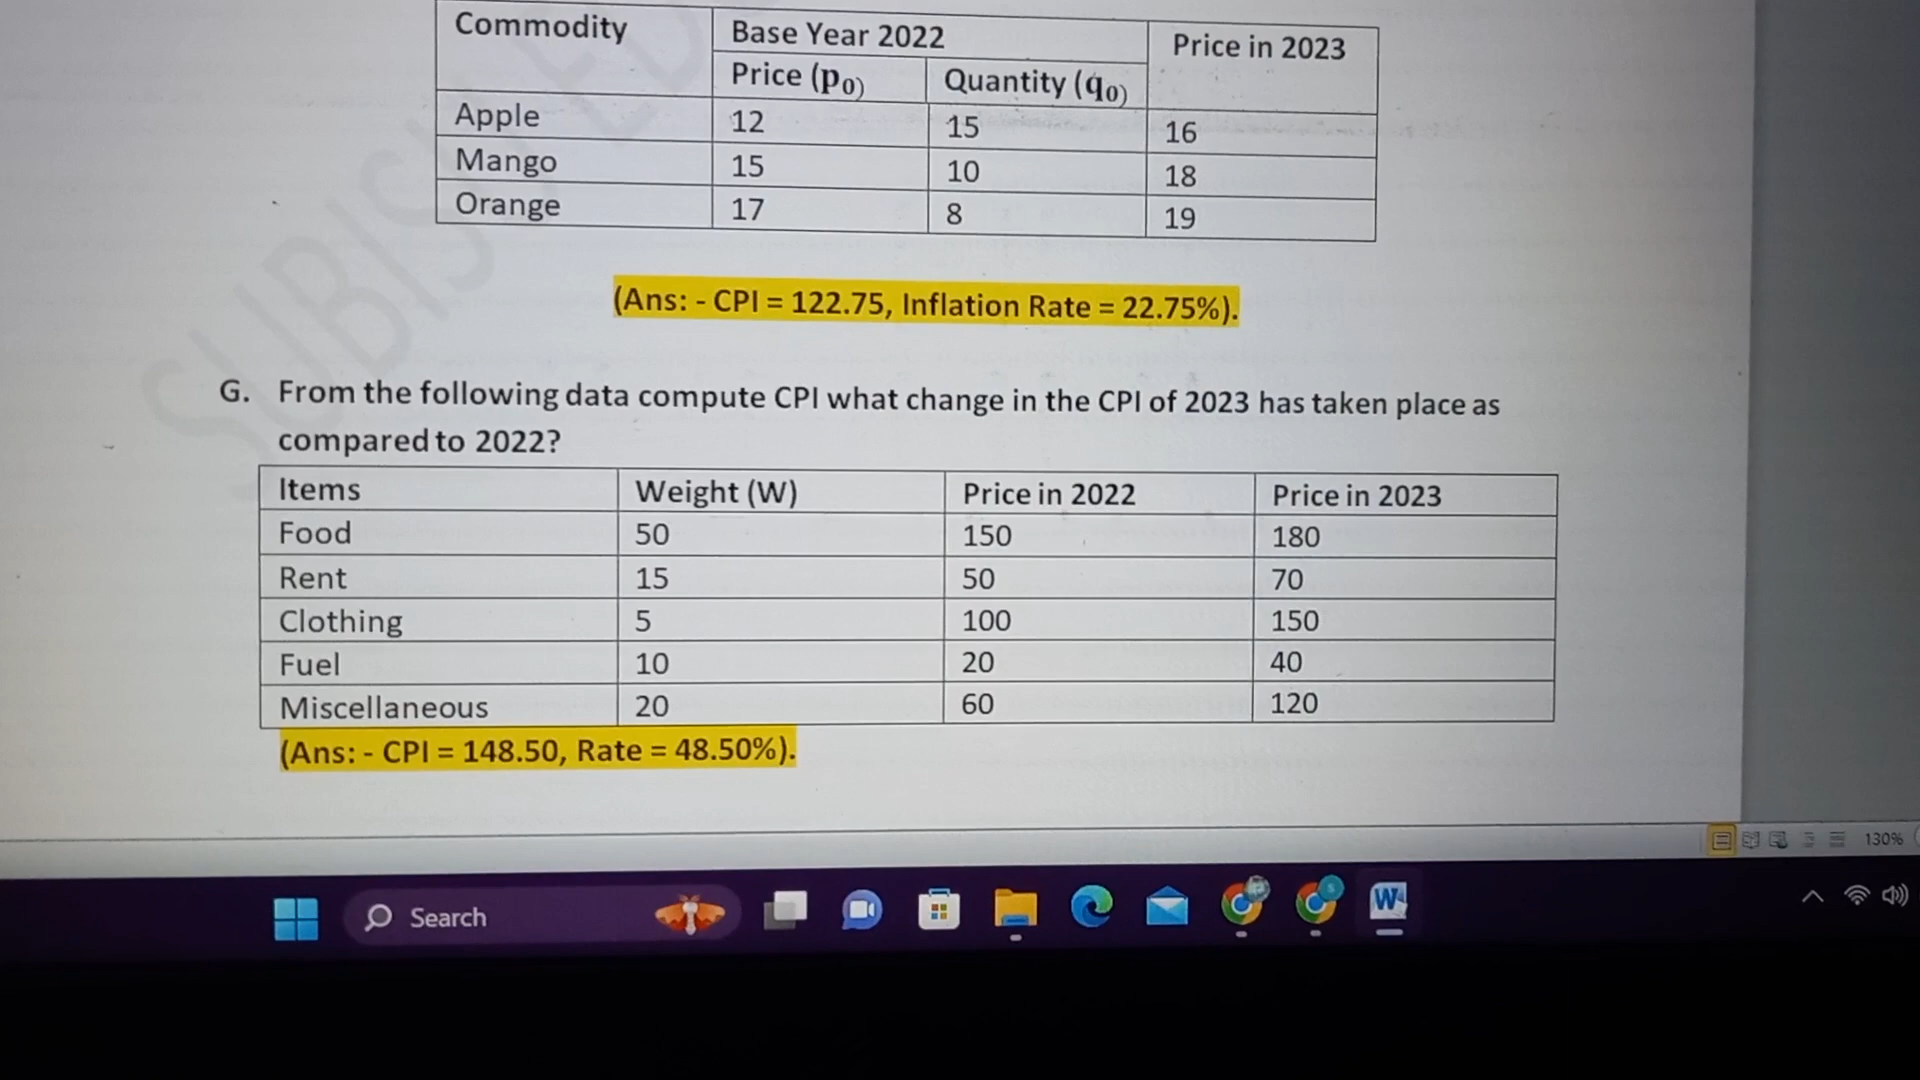 Commodity Base Year 2022 Price in 2023
Price (p0) Quantity (q0)
Apple 12 15 16
Mango 15 10 18
Orange 17 8 19
(Ans: - CPI = 122.75, Inflation Rate = 22.75%).
G. From the following data compute CPI what change in the CPI of 2023 has taken place as
compared to 2022?
Items Weight (W) Price in 2022 Price in 2023
Food 50 150 180
Rent 15 50 70
Clothing 5 100 150
Fuel 10 20 40
Miscellaneous 20 60 120
(Ans: - CPI = 148.50, Rate = 48.50%).
130%
Search